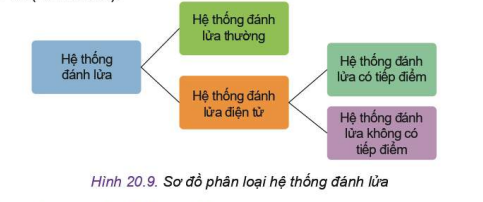 Hệ thống
đánh lửa
Hệ thống đánh
lửa thường
Hệ thống đánh
lửa điện tử
Hệ thống đánh
lửa có tiếp điểm
Hệ thống đánh
lửa không có
tiếp điểm
Hình 20.9. Sơ đồ phân loại hệ thống đánh lửa